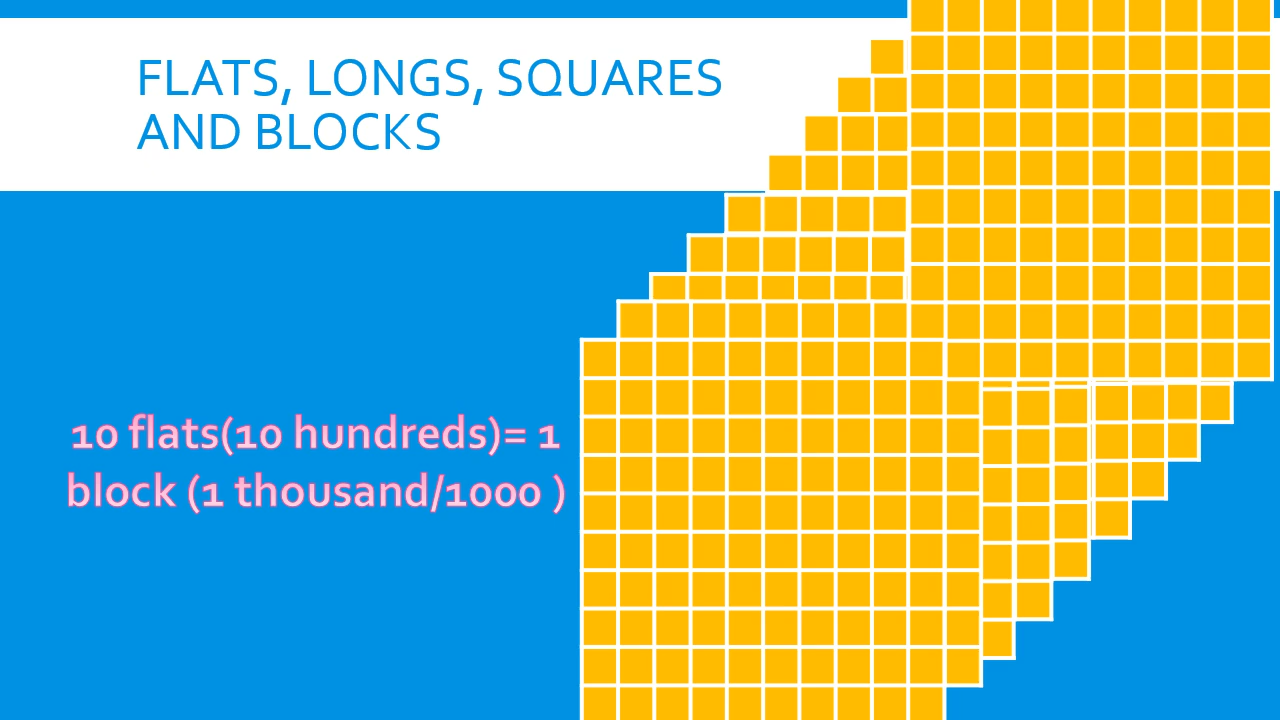 FLATS, LONGS, SQUARES
AND BLOCKS
10 flats(10 hundreds)= 1
block (1 thousand/1000 )